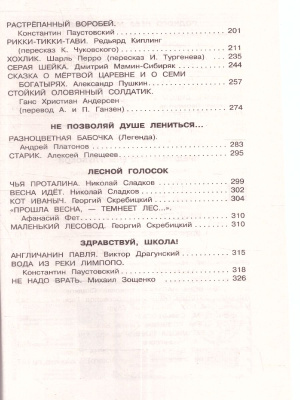 РАСТРЁПАННЫЙ ВОРОБЕЙ.
Константин Паустовский 201
РИККИ-ТИККИ-ТАВИ. Редьярд Киплинг
(пересказ К. Чуковского) 211
ХОХЛИК. Шарль Перро (пересказ И. Тургенева) 235
СЕРАЯ ШЕЙКА. Дмитрий Мамин-Сибиряк 244
СКАЗКА О МЁРТВОЙ ЦАРЕВНЕ И О СЕМИ
БОГАТЫРЯХ. Александр Пушкин 257
СТОЙКИЙ ОЛОВЯННЫЙ СОЛДАТИК.
Ганс Христиан Андерсен
(перевод А. и П. Ганзен) 274
НЕ ПОЗВОЛЯЙ ДУШЕ ЛЕНИТЬСЯ...
РАЗНОЦВЕТНАЯ БАБОЧКА (Легенда).
Андрей Платонов 283
СТАРИК. Алексей Плещеев 295
ЛЕСНОЙ ГОЛОСОК
ЧЬЯ ПРОТАЛИНА. Николай Сладков 299
ВЕСНА ИДЁТ. Николай Сладков 302
КОТ ИВАНЫЧ. Георгий Скребицкий 304
«ПРОШЛА ВЕСНА, — ТЕМНЕЕТ ЛЕС...».
Афанасий Фет 310
МАЛЕНЬКИЙ ЛЕСОВОД. Георгий Скребицкий 310
ЗДРАВСТВУЙ, ШКОЛА!
АНГЛИЧАНИН ПАВЛЯ. Виктор Драгунский 315
ВОДА ИЗ РЕКИ ЛИМПОПО.
Константин Паустовский 318
НЕ НАДО ВРАТЬ. Михаил Зощенко 326